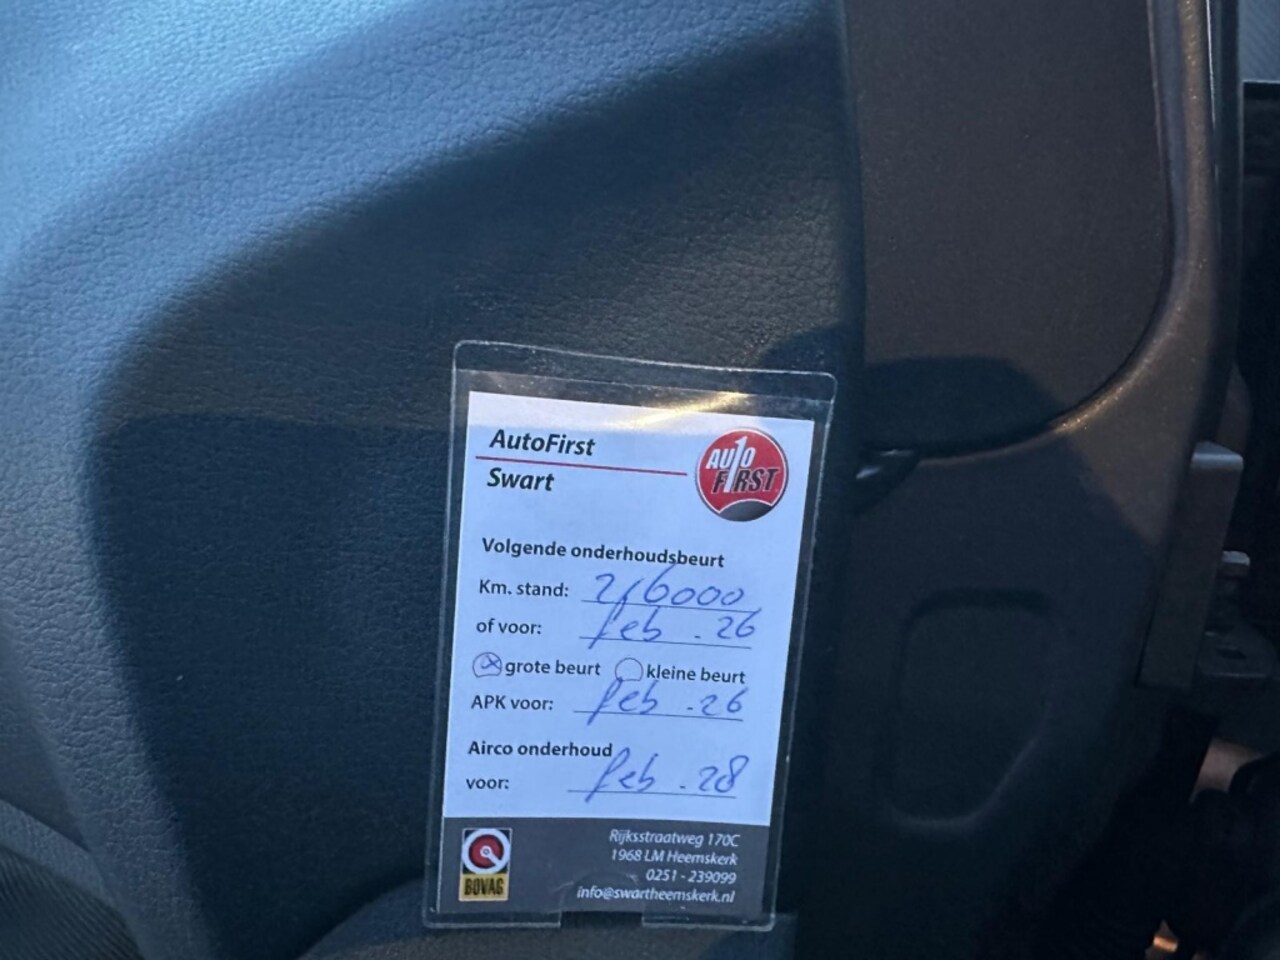 AutoFirst
Swart
AUTO
FIRST
Volgende onderhoudsbeurt
Km. stand: 216000
of voor: feb . 26
grote beurt kleine beurt
APK voor: feb - 26
Airco onderhoud
voor: feb . 28
BOVAG
Rijksstraatweg 170C
1968 LM Heemskerk
0251 - 239099
info@swartheemskerk.nl